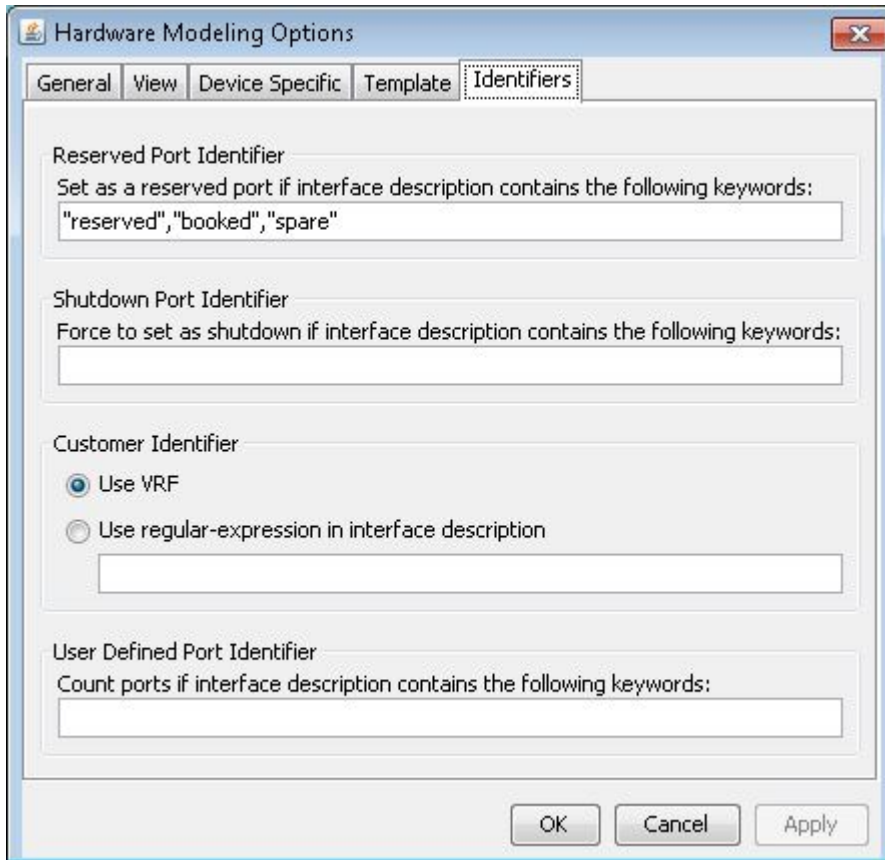 Hardware Modeling Options
General View Device Specific Template Identifiers
Reserved Port Identifier
Set as a reserved port if interface description contains the following keywords:
"reserved","booked","spare"
Shutdown Port Identifier
Force to set as shutdown if interface description contains the following keywords:
Customer Identifier
Use VRF
Use regular-expression in interface description
User Defined Port Identifier
Count ports if interface description contains the following keywords:
OK Cancel Apply